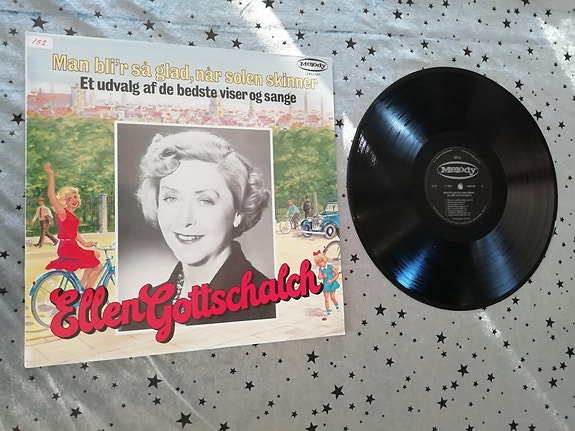 152
Man bli'r så glad, når solen skinner
Et udvalg af de bedste viser og sange
Melody
Ellen Gottschalch
Melody